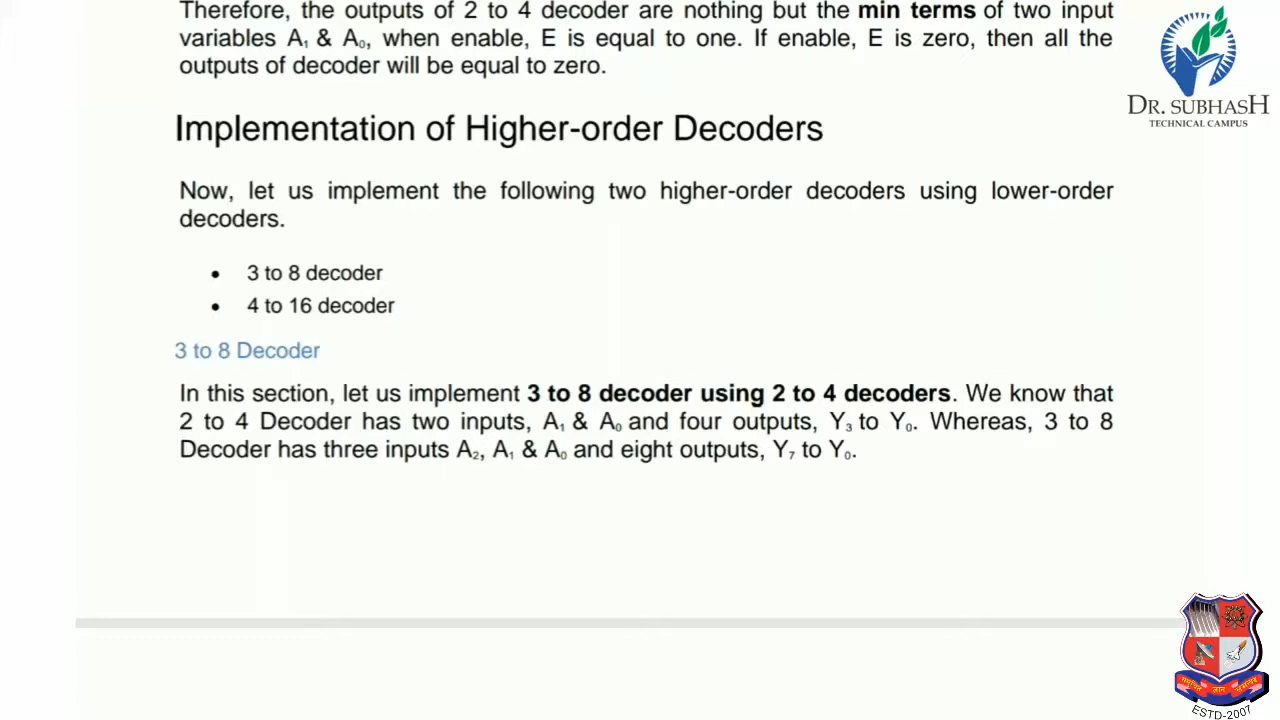 Therefore, the outputs of 2 to 4 decoder are nothing but the min terms of two input
variables A₁ & A₀, when enable, E is equal to one. If enable, E is zero, then all the
outputs of decoder will be equal to zero.
Implementation of Higher-order Decoders
Now, let us implement the following two higher-order decoders using lower-order
decoders.
• 3 to 8 decoder
• 4 to 16 decoder
3 to 8 Decoder
In this section, let us implement 3 to 8 decoder using 2 to 4 decoders. We know that
2 to 4 Decoder has two inputs, A₁ & A₀ and four outputs, Y₃ to Y₀. Whereas, 3 to 8
Decoder has three inputs A₂, A₁ & A₀ and eight outputs, Y₇ to Y₀.
DR. SUBHASH
TECHNICAL CAMPUS
ESTD-2007